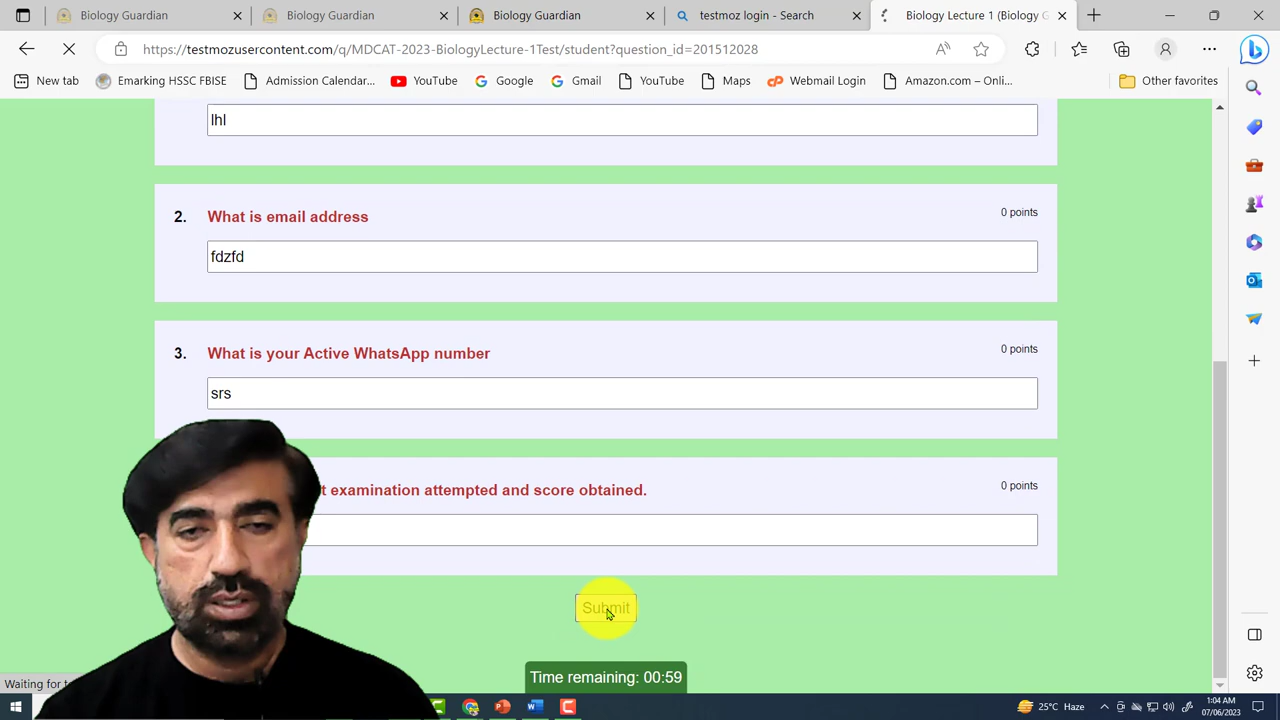 Biology Guardian
Biology Guardian
Biology Guardian
testmoz login - Search
Biology Lecture 1 (Biology G
https://testmozusercontent.com/q/MDCAT-2023-BiologyLecture-1Test/student?question_id=201512028
New tab
Emarking HSSC FBISE
Admission Calendar...
YouTube
Google
Gmail
YouTube
Maps
Webmail Login
Amazon.com – Onli...
Other favorites
lhl
2. What is email address
0 points
fdzfd
3. What is your Active WhatsApp number
0 points
srs
t examination attempted and score obtained.
0 points
Submit
Time remaining: 00:59
Waiting for t
25°C Haze
1:04 AM
07/06/2023